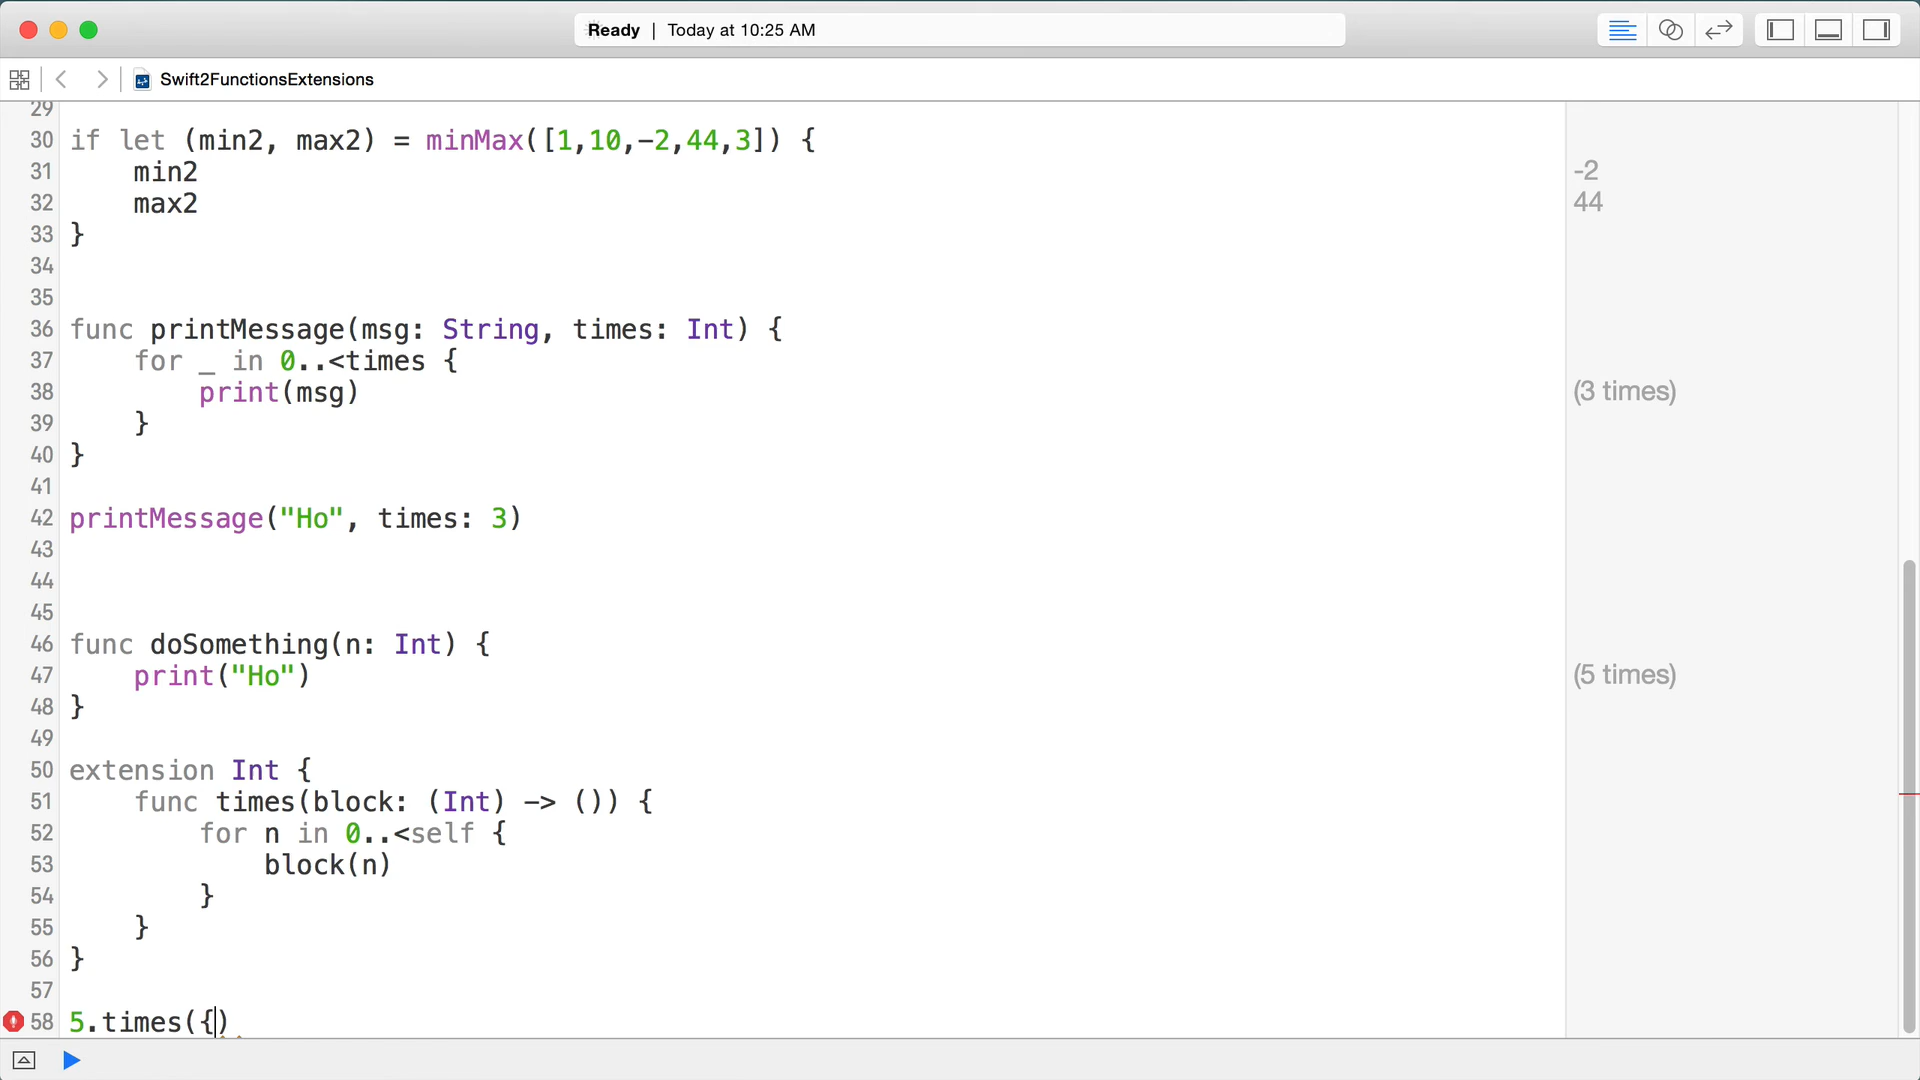 Ready | Today at 10:25 AM
Swift2FunctionsExtensions
29
30 if let (min2, max2) = minMax([1,10,-2,44,3]) {
31 min2 -2
32 max2 44
33 }
34
35
36 func printMessage(msg: String, times: Int) {
37 for _ in 0..<times {
38 print(msg) (3 times)
39 }
40 }
41
42 printMessage("Ho", times: 3)
43
44
45
46 func doSomething(n: Int) {
47 print("Ho") (5 times)
48 }
49
50 extension Int {
51 func times(block: (Int) -> ()) {
52 for n in 0..<self {
53 block(n)
54 }
55 }
56 }
57
58 5.times({)